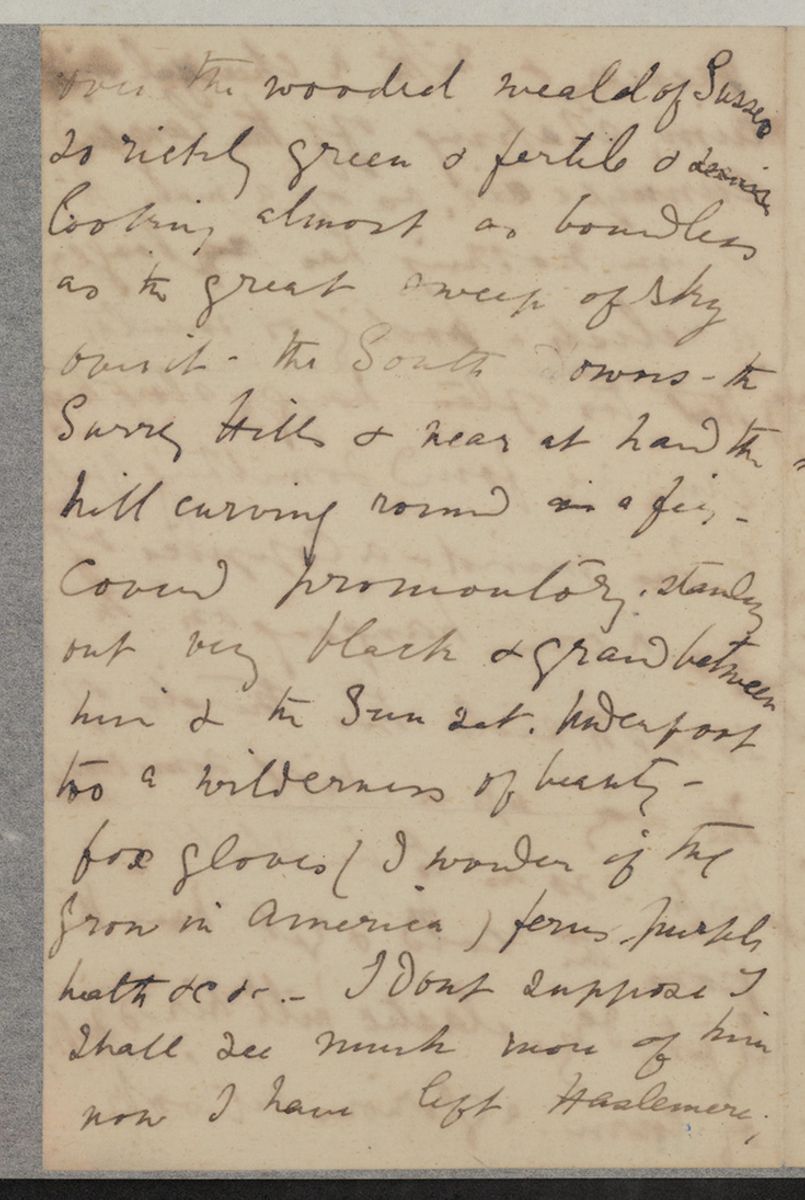 over the wooded weald of Sussex
so richly green & fertile &
looking almost as boundless
as the great sweep of sky
over it - the South Downs - the
Surrey Hills & near at hand the
hill curving round in a fir-
covered promontory, standing
out very black & grand between
him & the Sun set. Underfoot
too a wilderness of beauty -
fox gloves ( I wonder if they
grow in America ) ferns purple
heath &c &c. - I dont suppose I
shall see much more of him
now I have left Haslemere,